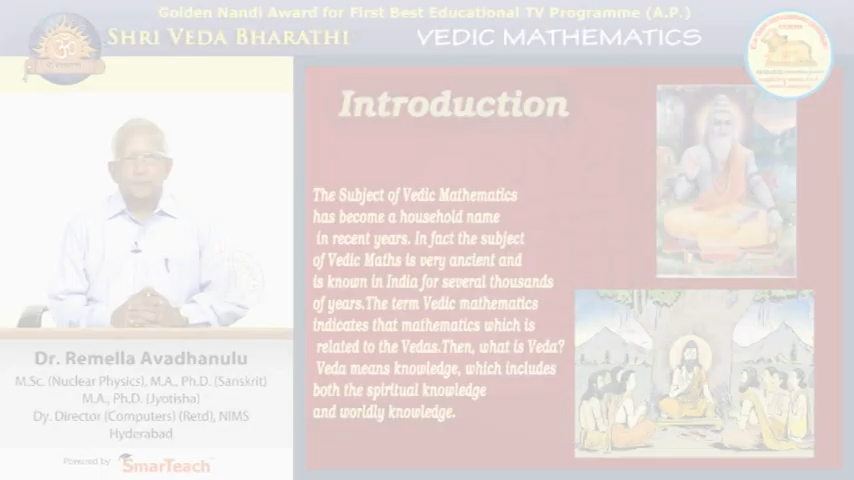 Golden Nandi Award for First Best Educational TV Programme (A.P.)
SHRI VEDA BHARATHI
VEDIC MATHEMATICS
Introduction
The Subject of Vedic Mathematics
has become a household name
in recent years. In fact the subject
of Vedic Maths is very ancient and
is known in India for several thousands
of years.The term Vedic mathematics
indicates that mathematics which is
related to the Vedas.Then, what is Veda?
Veda means knowledge, which includes
both the spiritual knowledge
and worldly knowledge.
Dr. Remella Avadhanulu
M.Sc. (Nuclear Physics), M.A., Ph.D. (Sanskrit)
M.A., Ph.D. (Jyotisha)
Dy. Director (Computers) (Retd), NIMS
Hyderabad
Powered by SmarTeach